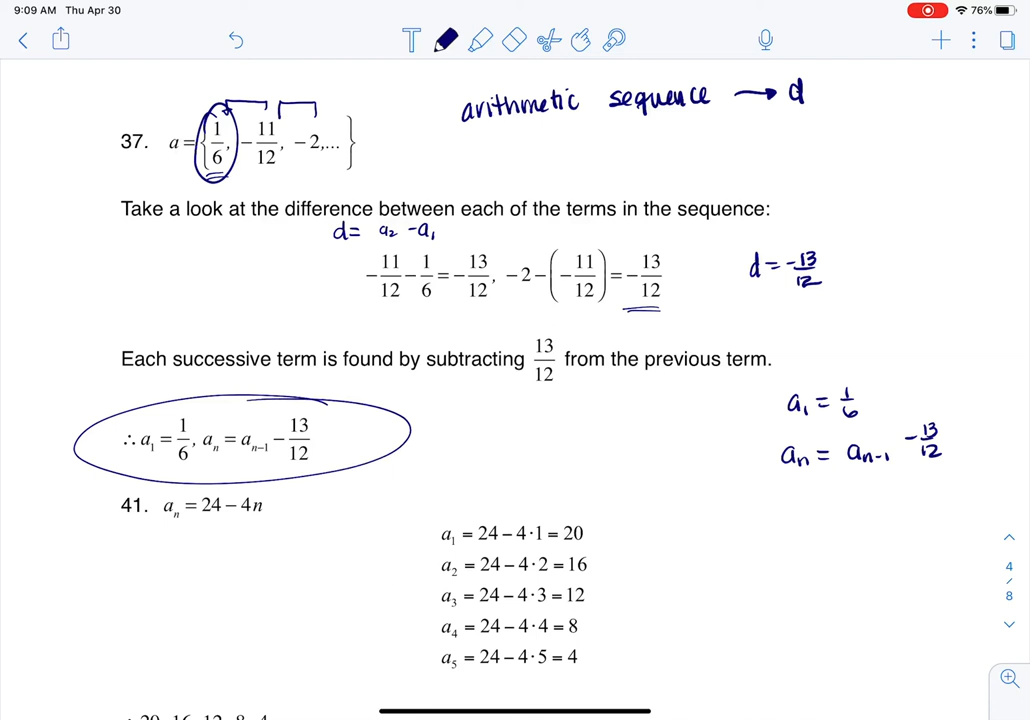 9:09 AM Thu Apr 30 76%
T
arithmetic sequence → d
37. a = {1/6, -11/12, -2,...}
Take a look at the difference between each of the terms in the sequence:
d = a₂ - a₁
-11/12 - 1/6 = -13/12, -2 - (-11/12) = -13/12
d = -13/12
Each successive term is found by subtracting 13/12 from the previous term.
a₁ = 1/6
∴ a₁ = 1/6, aₙ = aₙ₋₁ - 13/12
aₙ = aₙ₋₁ - 13/12
41. aₙ = 24 - 4n
a₁ = 24 - 4·1 = 20
a₂ = 24 - 4·2 = 16
a₃ = 24 - 4·3 = 12
a₄ = 24 - 4·4 = 8
a₅ = 24 - 4·5 = 4
4
/
8